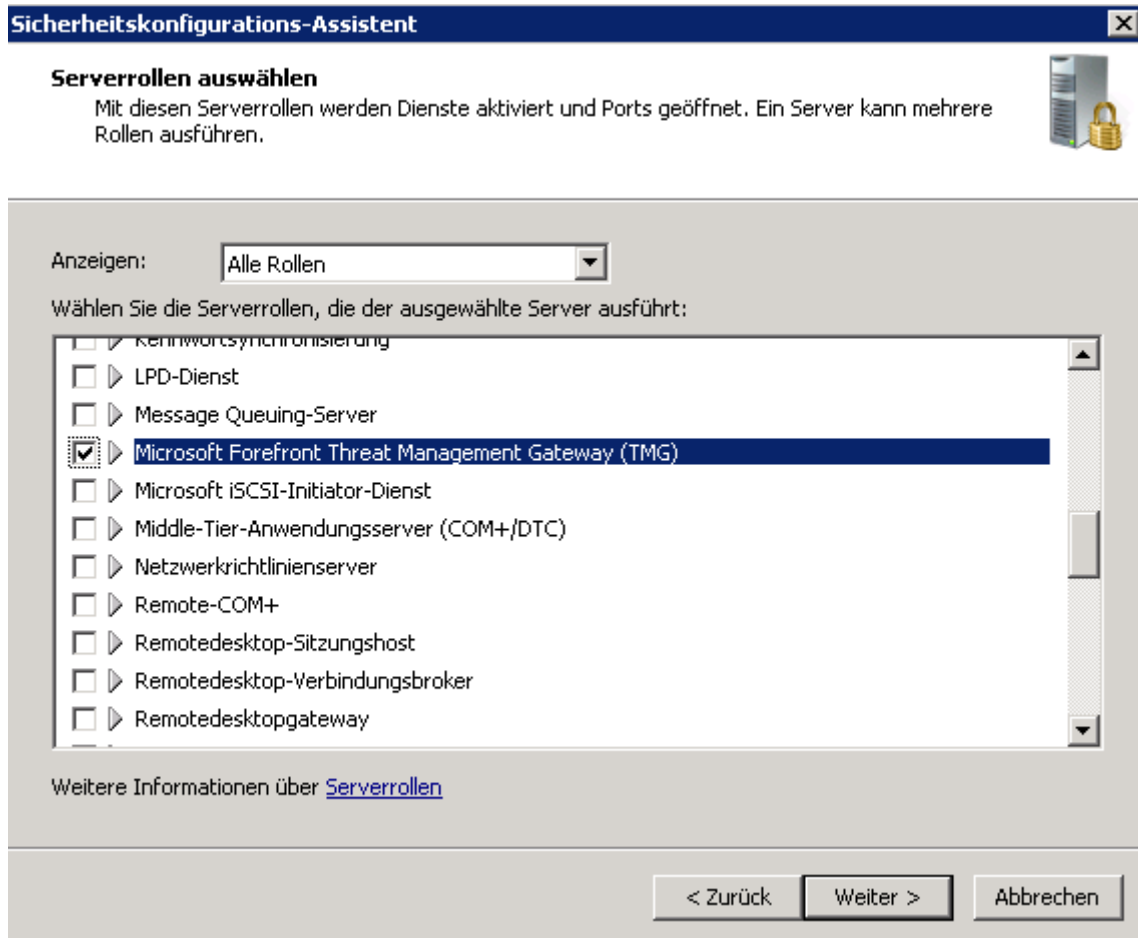 Sicherheitskonfigurations-Assistent
Serverrollen auswählen
Mit diesen Serverrollen werden Dienste aktiviert und Ports geöffnet. Ein Server kann mehrere
Rollen ausführen.
Anzeigen:
Alle Rollen
Wählen Sie die Serverrollen, die der ausgewählte Server ausführt:
Kennwortsynchronisierung
LPD-Dienst
Message Queuing-Server
Microsoft Forefront Threat Management Gateway (TMG)
Microsoft iSCSI-Initiator-Dienst
Middle-Tier-Anwendungsserver (COM+/DTC)
Netzwerkrichtlinienserver
Remote-COM+
Remotedesktop-Sitzungshost
Remotedesktop-Verbindungsbroker
Remotedesktopgateway
Weitere Informationen über Serverrollen
< Zurück
Weiter >
Abbrechen